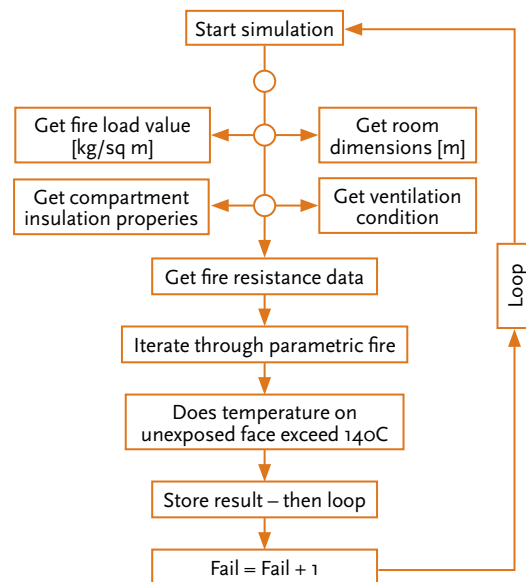 Start simulation
Get fire load value
[kg/sq m]
Get room
dimensions [m]
Get compartment
insulation properies
Get ventilation
condition
Get fire resistance data
Iterate through parametric fire
Does temperature on
unexposed face exceed 140C
Store result – then loop
Fail = Fail + 1
Loop